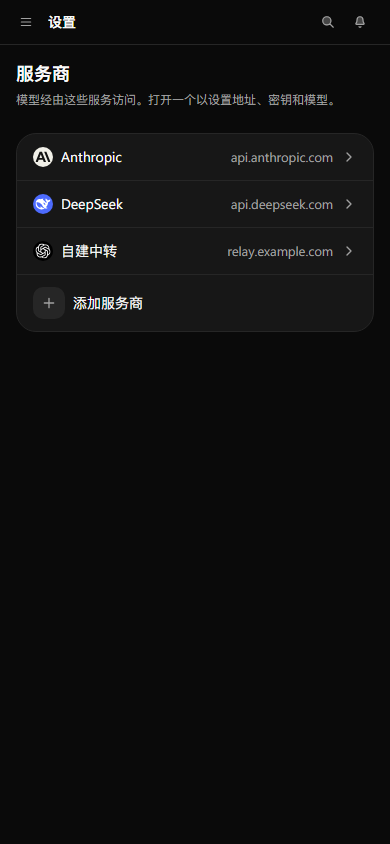 设置
服务商
模型经由这些服务访问。打开一个以设置地址、密钥和模型。
Anthropic api.anthropic.com
DeepSeek api.deepseek.com
自建中转 relay.example.com
添加服务商